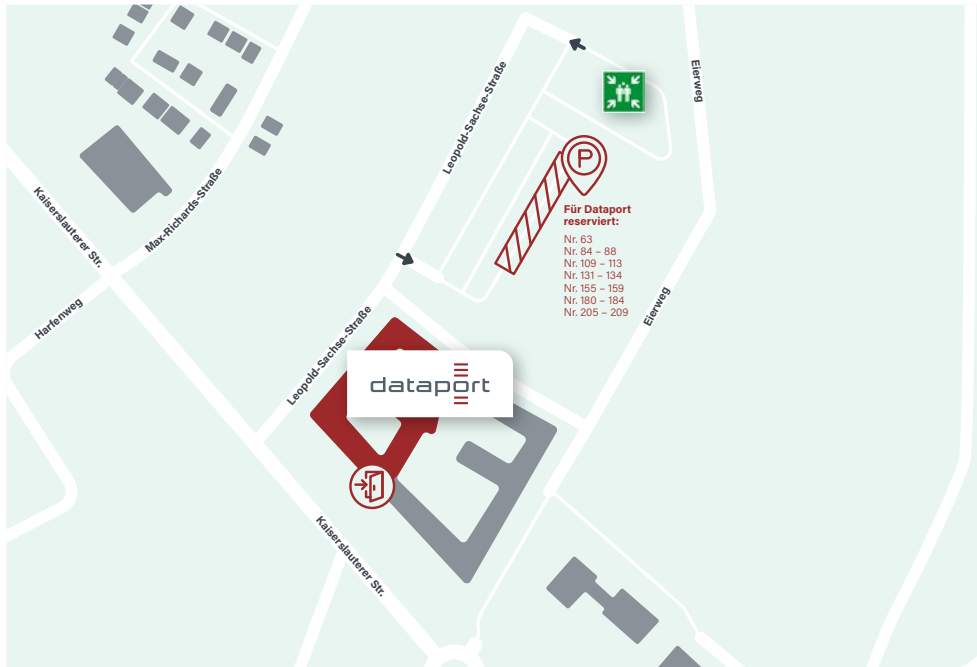 Eierweg
Leopold-Sachse-Straße
P
Kaiserslauterer Str.
Max-Richards-Straße
Für Dataport
reserviert:
Nr. 63
Nr. 84 – 88
Nr. 109 – 113
Nr. 131 – 134
Nr. 155 – 159
Nr. 180 – 184
Nr. 205 – 209
Harfenweg
Eierweg
Leopold-Sachse-Straße
dataport
Kaiserslauterer Str.